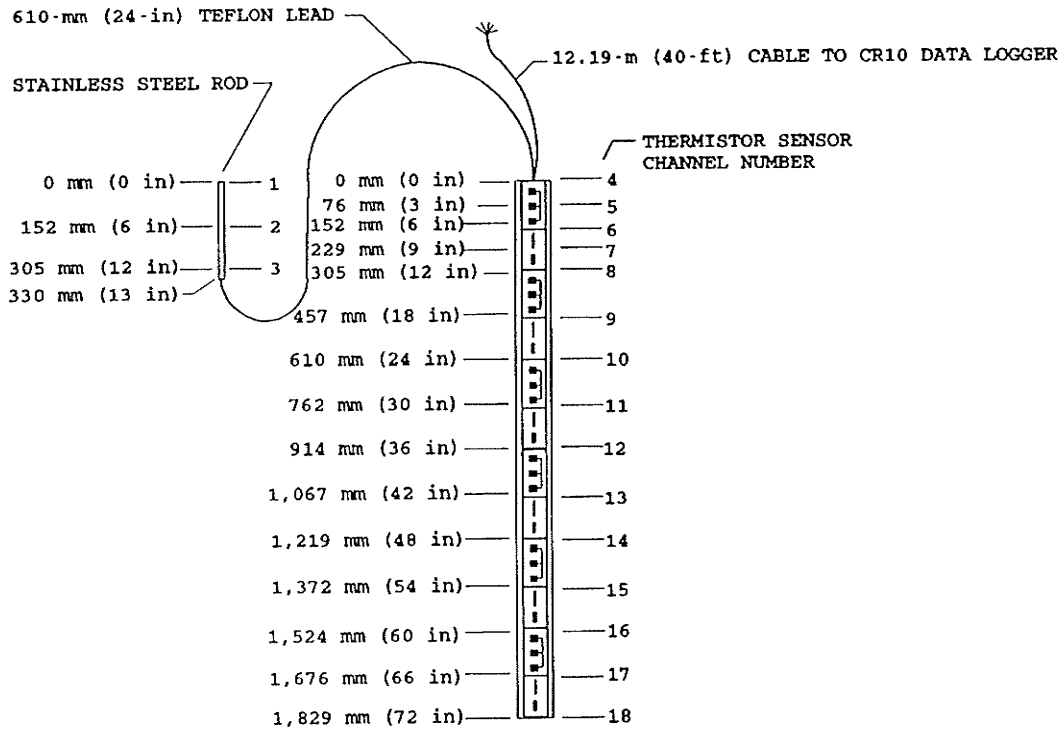 610-mm (24-in) TEFLON LEAD
12.19-m (40-ft) CABLE TO CR10 DATA LOGGER
STAINLESS STEEL ROD
THERMISTOR SENSOR
CHANNEL NUMBER
0 mm (0 in) 1
152 mm (6 in) 2
305 mm (12 in) 3
330 mm (13 in)
0 mm (0 in) 4
76 mm (3 in) 5
152 mm (6 in) 6
229 mm (9 in) 7
305 mm (12 in) 8
457 mm (18 in) 9
610 mm (24 in) 10
762 mm (30 in) 11
914 mm (36 in) 12
1,067 mm (42 in) 13
1,219 mm (48 in) 14
1,372 mm (54 in) 15
1,524 mm (60 in) 16
1,676 mm (66 in) 17
1,829 mm (72 in) 18